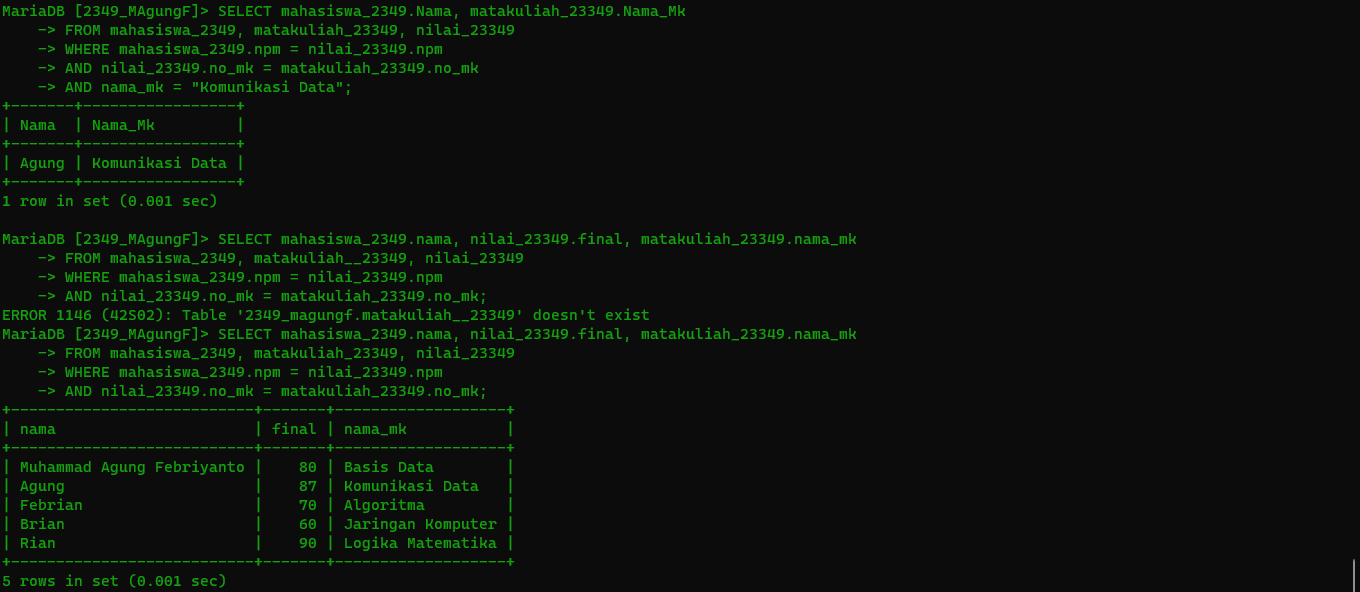 MariaDB [2349_MAgungF]> SELECT mahasiswa_2349.Nama, matakuliah_23349.Nama_Mk
    -> FROM mahasiswa_2349, matakuliah_23349, nilai_23349
    -> WHERE mahasiswa_2349.npm = nilai_23349.npm
    -> AND nilai_23349.no_mk = matakuliah_23349.no_mk
    -> AND nama_mk = "Komunikasi Data";
+-------+-----------------+
| Nama  | Nama_Mk         |
+-------+-----------------+
| Agung | Komunikasi Data |
+-------+-----------------+
1 row in set (0.001 sec)

MariaDB [2349_MAgungF]> SELECT mahasiswa_2349.nama, nilai_23349.final, matakuliah_23349.nama_mk
    -> FROM mahasiswa_2349, matakuliah__23349, nilai_23349
    -> WHERE mahasiswa_2349.npm = nilai_23349.npm
    -> AND nilai_23349.no_mk = matakuliah_23349.no_mk;
ERROR 1146 (42S02): Table '2349_magungf.matakuliah__23349' doesn't exist
MariaDB [2349_MAgungF]> SELECT mahasiswa_2349.nama, nilai_23349.final, matakuliah_23349.nama_mk
    -> FROM mahasiswa_2349, matakuliah_23349, nilai_23349
    -> WHERE mahasiswa_2349.npm = nilai_23349.npm
    -> AND nilai_23349.no_mk = matakuliah_23349.no_mk;
+---------------------------+-------+-------------------+
| nama                      | final | nama_mk           |
+---------------------------+-------+-------------------+
| Muhammad Agung Febriyanto |    80 | Basis Data        |
| Agung                     |    87 | Komunikasi Data   |
| Febrian                   |    70 | Algoritma         |
| Brian                     |    60 | Jaringan Komputer |
| Rian                      |    90 | Logika Matematika |
+---------------------------+-------+-------------------+
5 rows in set (0.001 sec)